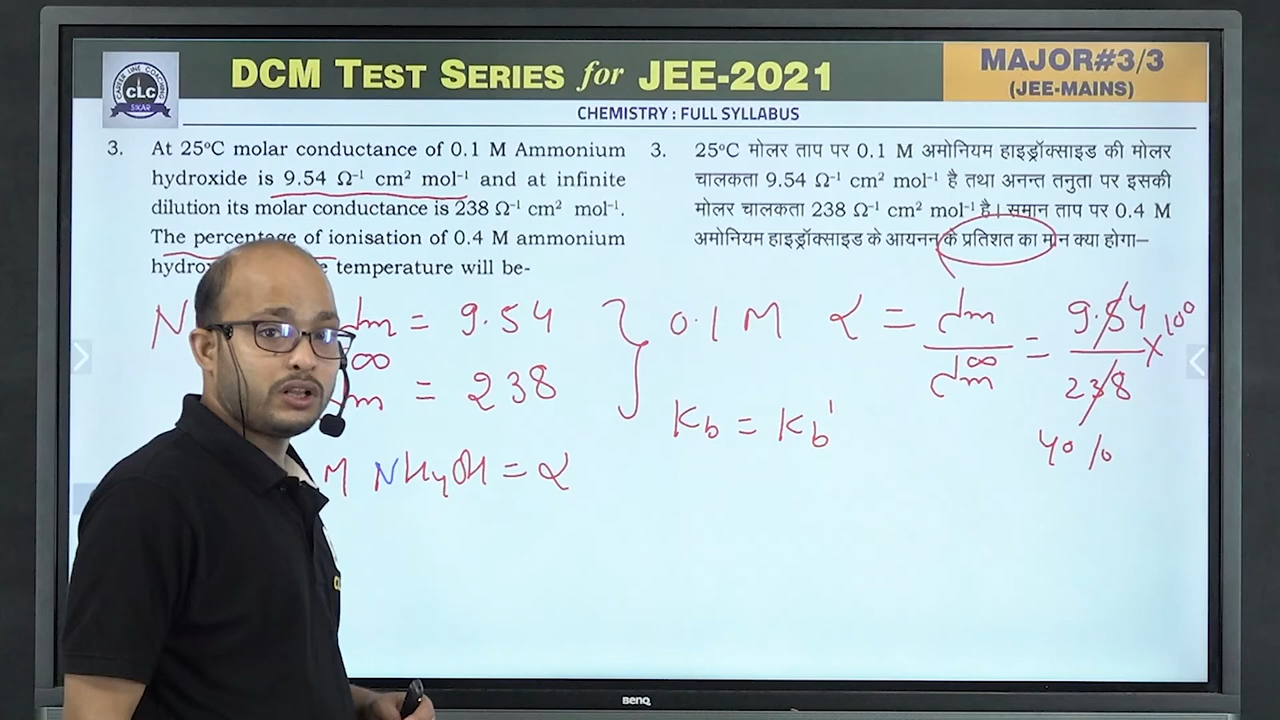 CAREER LINE COACHING
CLC
SIKAR
DCM TEST SERIES for JEE-2021
MAJOR#3/3
(JEE-MAINS)
CHEMISTRY : FULL SYLLABUS
3. At 25°C molar conductance of 0.1 M Ammonium
hydroxide is 9.54 Ω⁻¹ cm² mol⁻¹ and at infinite
dilution its molar conductance is 238 Ω⁻¹ cm² mol⁻¹.
The percentage of ionisation of 0.4 M ammonium
temperature will be-
3. 25°C मोलर ताप पर 0.1 M अमोनियम हाइड्रॉक्साइड की मोलर
चालकता 9.54 Ω⁻¹ cm² mol⁻¹ है तथा अनन्त तनुता पर इसकी
मोलर चालकता 238 Ω⁻¹ cm² mol⁻¹ है। समान ताप पर 0.4 M
अमोनियम हाइड्रॉक्साइड के आयनन के प्रतिशत का मान क्या होगा–
N
m = 9.54
∞
m = 238
0.1 M α = m / ∞ m = 9.54 / 238 × 100
Kb = Kb'
40 %
M NH4OH = α
BENQ